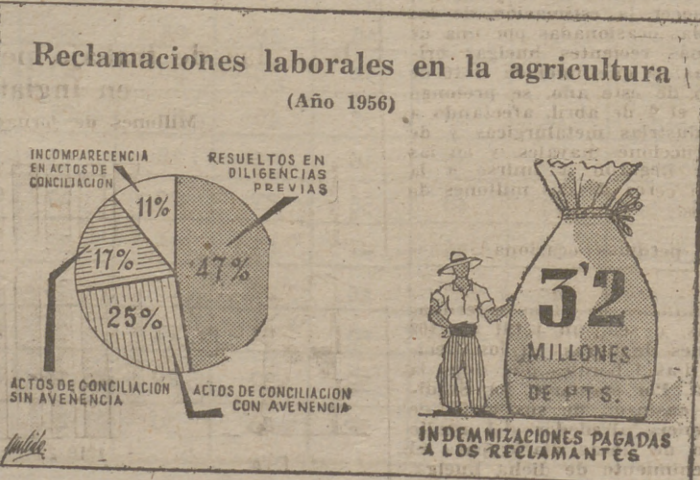 Reclamaciones laborales en la agricultura
(Año 1956)
INCOMPARECENCIA
EN ACTOS DE
CONCILIACIÓN
RESUELTOS EN
DILIGENCIAS
PREVIAS
11%
47%
17%
25%
ACTOS DE CONCILIACION
SIN AVENENCIA
ACTOS DE CONCILIACION
CON AVENENCIA
3'2
MILLONES
DE PTS.
INDEMNIZACIONES PAGADAS
A LOS RECLAMANTES